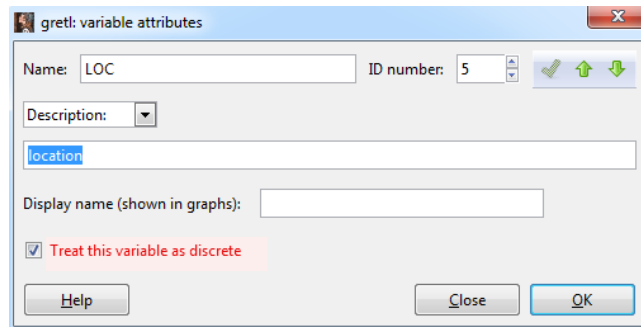 gretl: variable attributes
Name: LOC ID number: 5
Description:
location
Display name (shown in graphs):
Treat this variable as discrete
Help Close OK